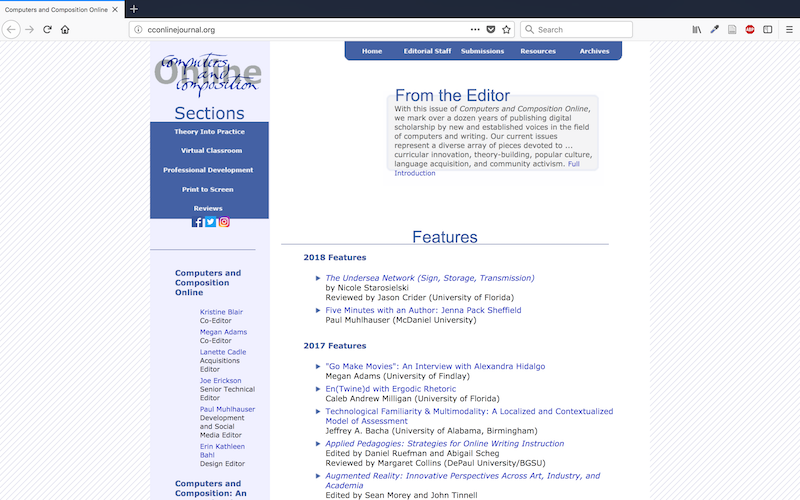 Computers and Composition Online
cconlinejournal.org
Search
Computers
and
composition
Online
Home Editorial Staff Submissions Resources Archives
Sections
Theory Into Practice
Virtual Classroom
Professional Development
Print to Screen
Reviews
Computers and
Composition
Online
Kristine Blair
Co-Editor
Megan Adams
Co-Editor
Lanette Cadle
Acquisitions
Editor
Joe Erickson
Senior Technical
Editor
Paul Muhlhauser
Development
and Social
Media Editor
Erin Kathleen
Bahl
Design Editor
Computers and
Composition: An
From the Editor
With this issue of Computers and Composition Online,
we mark over a dozen years of publishing digital
scholarship by new and established voices in the field
of computers and writing. Our current issues
represent a diverse array of pieces devoted to ...
curricular innovation, theory-building, popular culture,
language acquisition, and community activism. Full
Introduction
Features
2018 Features
The Undersea Network (Sign, Storage, Transmission)
by Nicole Starosielski
Reviewed by Jason Crider (University of Florida)
Five Minutes with an Author: Jenna Pack Sheffield
Paul Muhlhauser (McDaniel University)
2017 Features
"Go Make Movies": An Interview with Alexandra Hidalgo
Megan Adams (University of Findlay)
En(Twine)d with Ergodic Rhetoric
Caleb Andrew Milligan (University of Florida)
Technological Familiarity & Multimodality: A Localized and Contextualized
Model of Assessment
Jeffrey A. Bacha (University of Alabama, Birmingham)
Applied Pedagogies: Strategies for Online Writing Instruction
Edited by Daniel Ruefman and Abigail Scheg
Reviewed by Margaret Collins (DePaul University/BGSU)
Augmented Reality: Innovative Perspectives Across Art, Industry, and
Academia
Edited by Sean Morey and John Tinnell